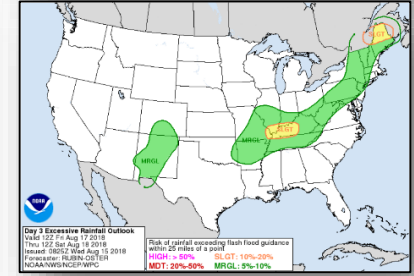 SLGT
MRGL
SLGT
MRGL
NOAA
Day 3 Excessive Rainfall Outlook
Valid 12Z Fri Aug 17 2018
Thru 12Z Sat Aug 18 2018
Issued: 0825Z Wed Aug 15 2018
Forecaster: RUBIN-OSTER
NOAA/NWS/NCEP/WPC
Risk of rainfall exceeding flash flood guidance
within 25 miles of a point
HIGH: > 50% SLGT: 10%-20%
MDT: 20%-50% MRGL: 5%-10%